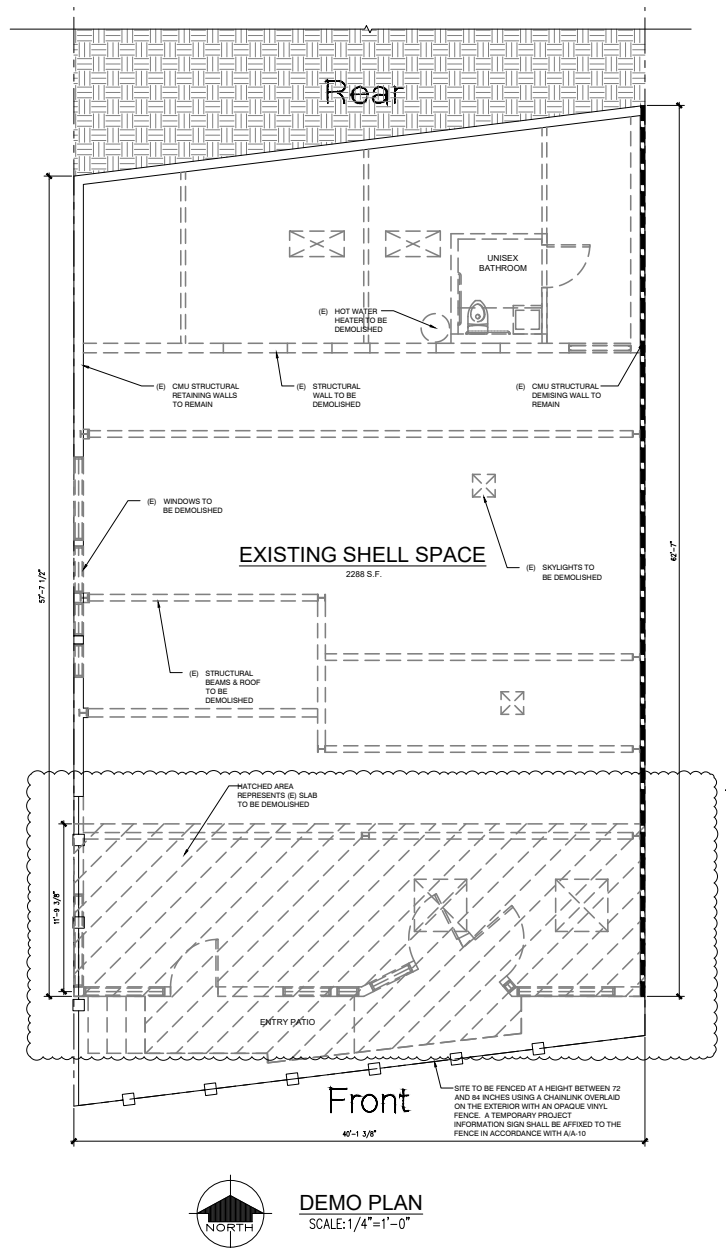 Rear
UNISEX
BATHROOM
(E) HOT WATER
HEATER TO BE
DEMOLISHED
(E) CMU STRUCTURAL
RETAINING WALLS
TO REMAIN
(E) STRUCTURAL
WALL TO BE
DEMOLISHED
(E) CMU STRUCTURAL
DEMISING WALL TO
REMAIN
(E) WINDOWS TO
BE DEMOLISHED
EXISTING SHELL SPACE
2288 S.F.
(E) SKYLIGHTS TO
BE DEMOLISHED
57'-7 1/2"
62'-7"
(E) STRUCTURAL
BEAMS & ROOF
TO BE
DEMOLISHED
HATCHED AREA
REPRESENTS (E) SLAB
TO BE DEMOLISHED
11'-9 3/8"
ENTRY PATIO
Front
SITE TO BE FENCED AT A HEIGHT BETWEEN 72
AND 84 INCHES USING A CHAINLINK OVERLAID
ON THE EXTERIOR WITH AN OPAQUE VINYL
FENCE. A TEMPORARY PROJECT
INFORMATION SIGN SHALL BE AFFIXED TO THE
FENCE IN ACCORDANCE WITH A/A-10
40'-1 3/8"
NORTH
DEMO PLAN
SCALE:1/4"=1'-0"